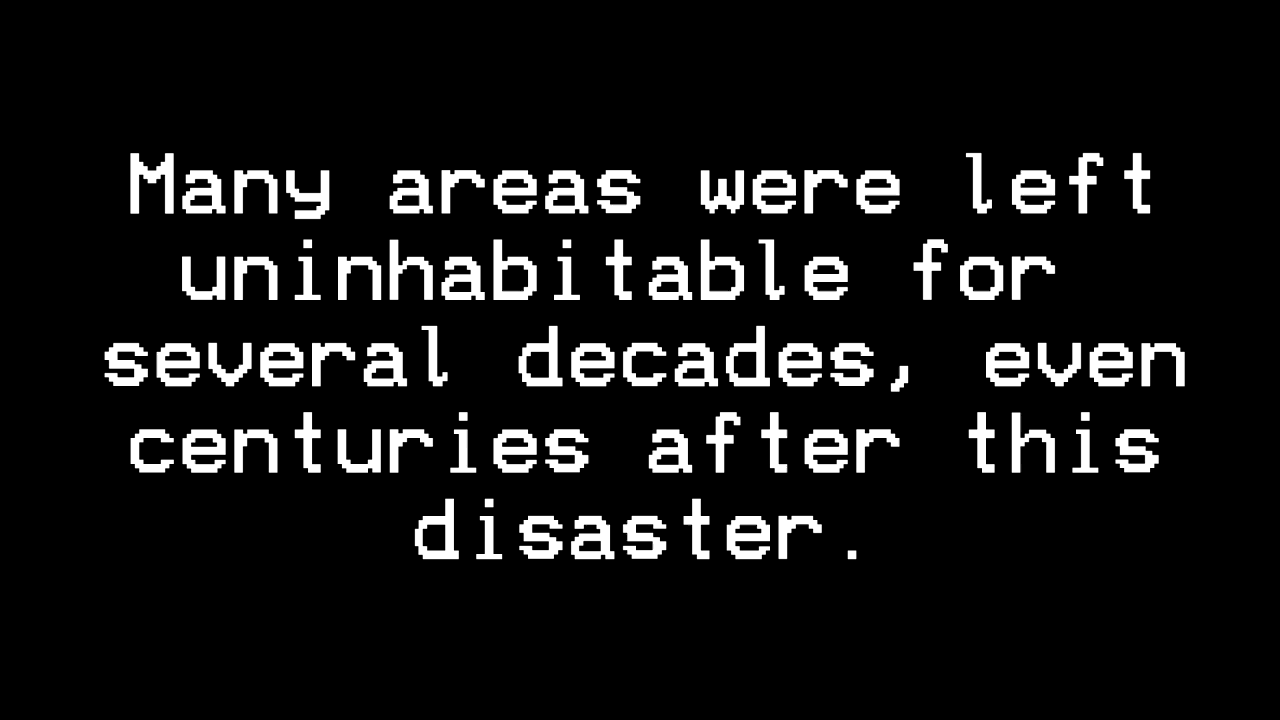 Many areas were left
uninhabitable for
several decades, even
centuries after this
disaster.